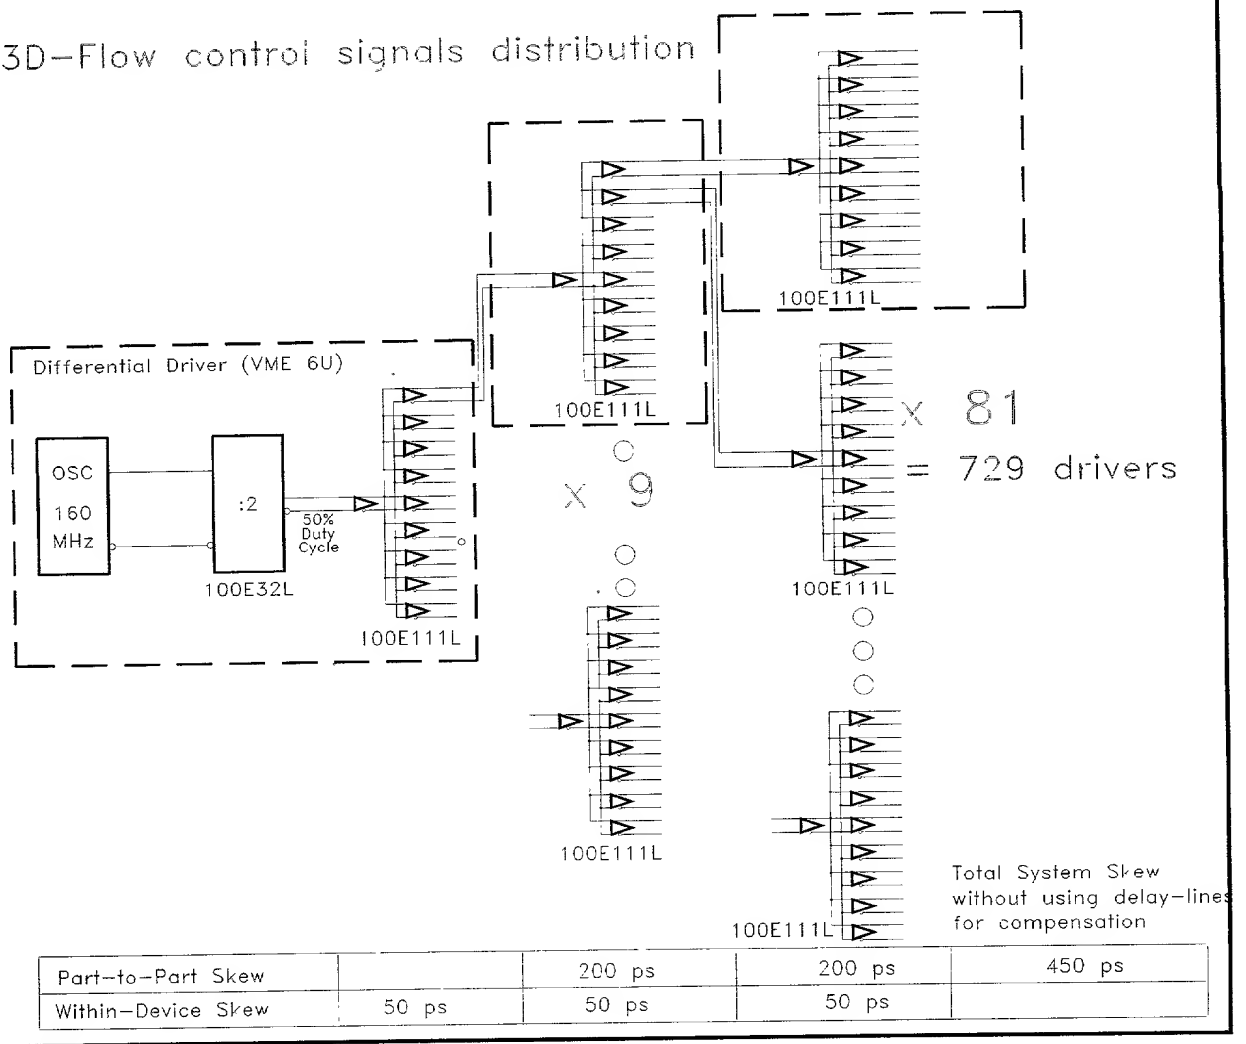 3D-Flow control signals distribution
100E111L
100E111L
Differential Driver (VME 6U)
OSC
160
MHz
:2
50%
Duty
Cycle
100E32L
100E111L
x 9
x 81
= 729 drivers
100E111L
100E111L
100E111L
Total System Skew
without using delay-lines
for compensation
Part-to-Part Skew 200 ps 200 ps 450 ps
Within-Device Skew 50 ps 50 ps 50 ps